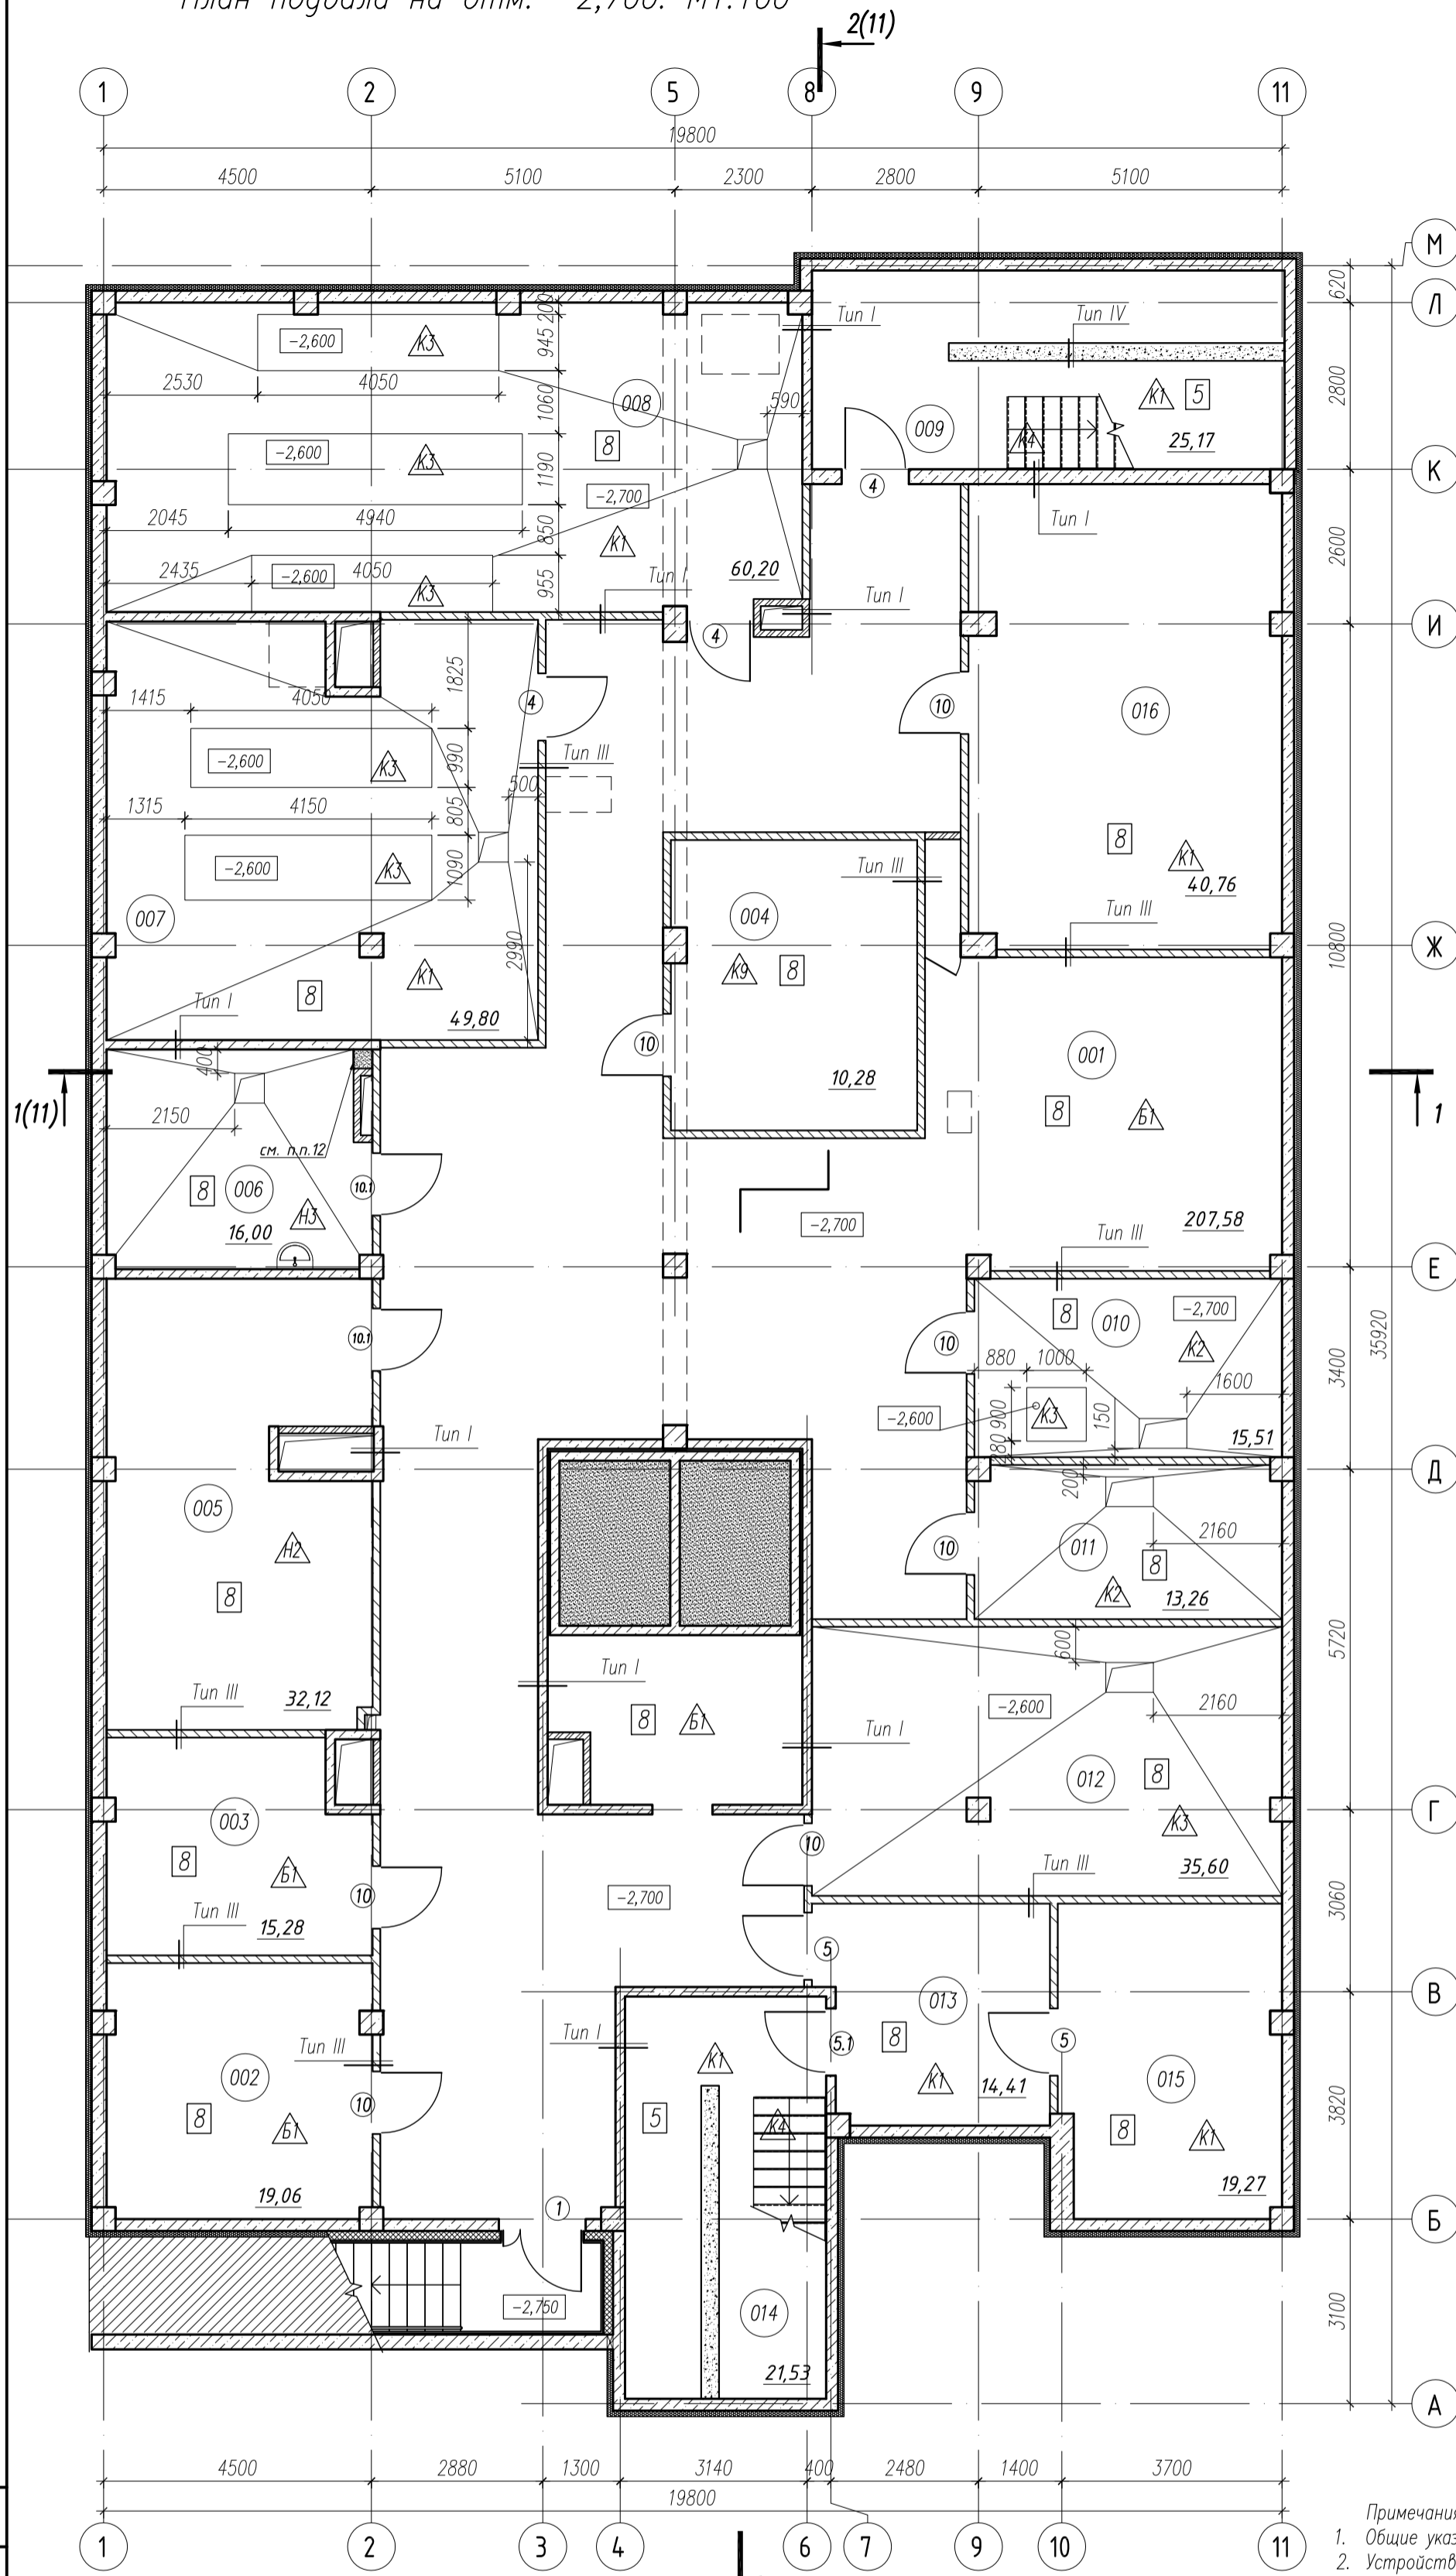 План подвала на отм. -2,700. М1:100
2(11)
1 2 5 8 9 11
19800
4500 5100 2300 2800 5100
М
620
Л
200
-2,600 К3 945 Тип I Тип IV
2530 4050 1060 008 590 2800
К1 5
009
-2,600 К3 8 К4 25,17
1190 К
-2,700 4
2045 4940 850 Тип I
К1 2600
2435 -2,600 4050 К3 955 Тип I 60,20 Тип I
4 И
1825
1415 4050 4 10 016
-2,600 К3 990 Тип III
500
1315 4150 805
8
-2,600 К3 1090 Тип III К1
40,76
007 004 Тип III
2990 К9 8 Ж 10800
8 К1
Тип I 49,80
10 001
400 10,28
1(11) 8 Б1 1
2150
см. п.п.12
8 006 10.1
Н3 207,58
16,00 -2,700 Тип III
Е
8 010 -2,700
10.1 10 К2 35920
880 1000 3400
1600
Тип I -2,600 900 К3 150
280 15,51
Д
200
005 2160
Н2 10 011 8
8 К2 13,26
600 5720
Тип I
Тип III 32,12 -2,600 2160
8 Б1 Тип I
012 8
003 К3 Г
10
8 Б1 Тип III 35,60
10
Тип III 15,28 -2,700 3060
5
013 В
Тип I 8 5
Тип III 5.1
002 К1 К1 14,41 015
10 3820
8 Б1 5 К4 8 К1
19,06 19,27
1 Б
-2,750
014 3100
21,53
А
4500 2880 1300 3140 400 2480 1400 3700
19800
1 2 3 4 6 7 9 10 11
Примечания
1. Общие указ
2. Устройств